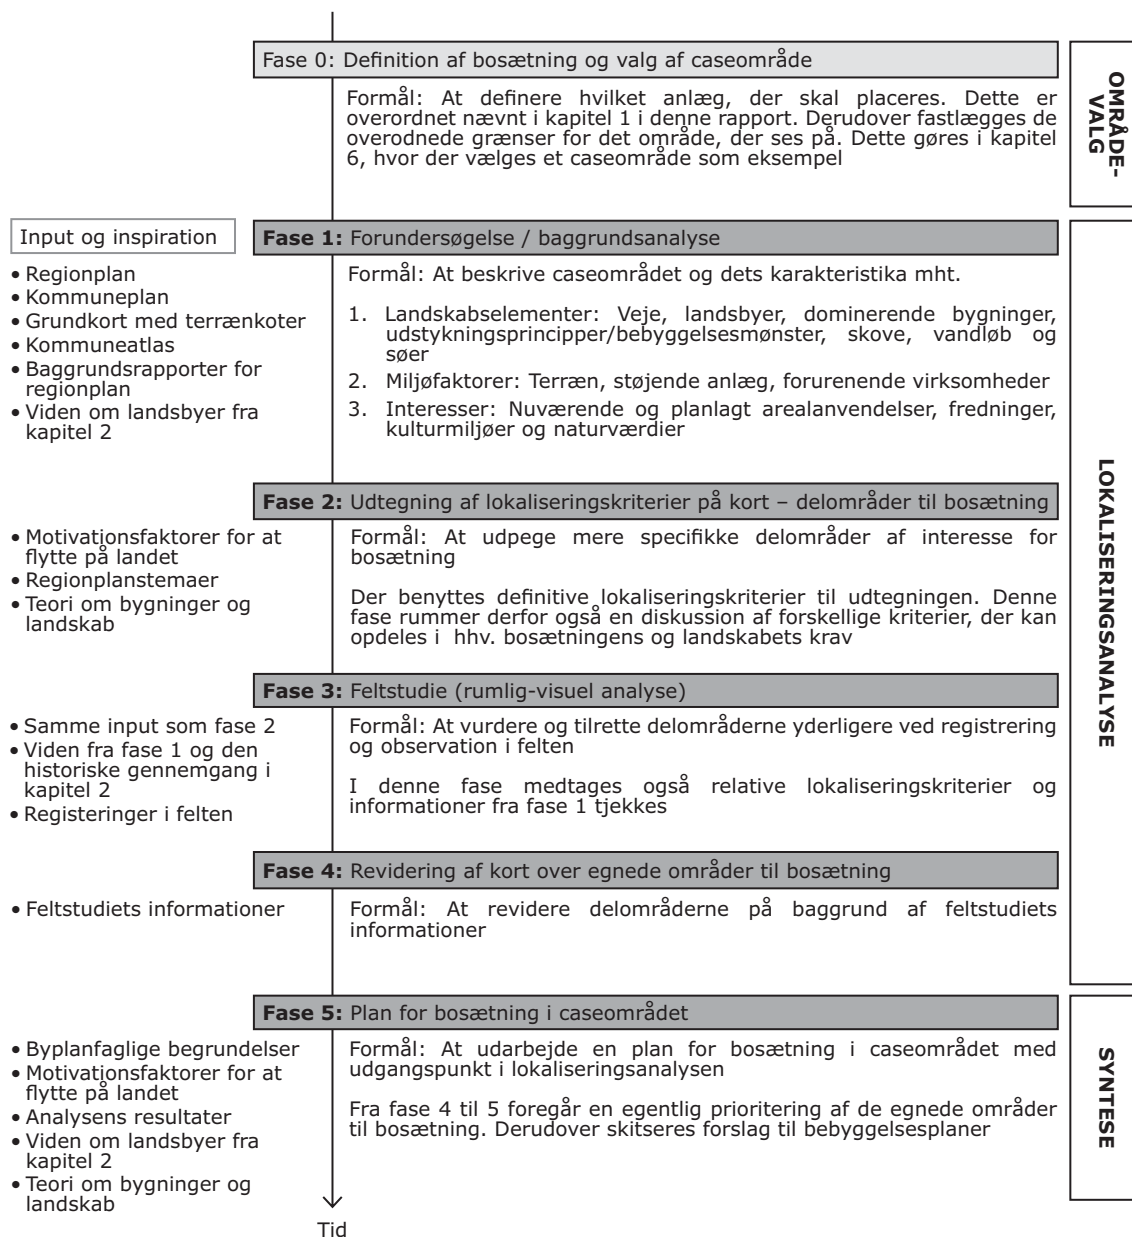 Fase 0: Definition af bosætning og valg af caseområde
Formål: At definere hvilket anlæg, der skal placeres. Dette er
overordnet nævnt i kapitel 1 i denne rapport. Derudover fastlægges de
overodnede grænser for det område, der ses på. Dette gøres i kapitel
6, hvor der vælges et caseområde som eksempel
OMRÅDE-
VALG
Input og inspiration
• Regionplan
• Kommuneplan
• Grundkort med terrænkoter
• Kommuneatlas
• Baggrundsrapporter for
regionplan
• Viden om landsbyer fra
kapitel 2
Fase 1: Forundersøgelse / baggrundsanalyse
Formål: At beskrive caseområdet og dets karakteristika mht.
1. Landskabselementer: Veje, landsbyer, dominerende bygninger,
udstykningsprincipper/bebyggelsesmønster, skove, vandløb og
søer
2. Miljøfaktorer: Terræn, støjende anlæg, forurenende virksomheder
3. Interesser: Nuværende og planlagt arealanvendelser, fredninger,
kulturmiljøer og naturværdier
LOKALISERINGSANALYSE
Fase 2: Udtegning af lokaliseringskriterier på kort – delområder til bosætning
• Motivationsfaktorer for at
flytte på landet
• Regionplanstemaer
• Teori om bygninger og
landskab
Formål: At udpege mere specifikke delområder af interesse for
bosætning
Der benyttes definitive lokaliseringskriterier til udtegningen. Denne
fase rummer derfor også en diskussion af forskellige kriterier, der kan
opdeles i hhv. bosætningens og landskabets krav
Fase 3: Feltstudie (rumlig-visuel analyse)
• Samme input som fase 2
• Viden fra fase 1 og den
historiske gennemgang i
kapitel 2
• Registeringer i felten
Formål: At vurdere og tilrette delområderne yderligere ved registrering
og observation i felten
I denne fase medtages også relative lokaliseringskriterier og
informationer fra fase 1 tjekkes
Fase 4: Revidering af kort over egnede områder til bosætning
• Feltstudiets informationer
Formål: At revidere delområderne på baggrund af feltstudiets
informationer
Fase 5: Plan for bosætning i caseområdet
• Byplanfaglige begrundelser
• Motivationsfaktorer for at
flytte på landet
• Analysens resultater
• Viden om landsbyer fra
kapitel 2
• Teori om bygninger og
landskab
Formål: At udarbejde en plan for bosætning i caseområdet med
udgangspunkt i lokaliseringsanalysen
Fra fase 4 til 5 foregår en egentlig prioritering af de egnede områder
til bosætning. Derudover skitseres forslag til bebyggelsesplaner
SYNTESE
Tid